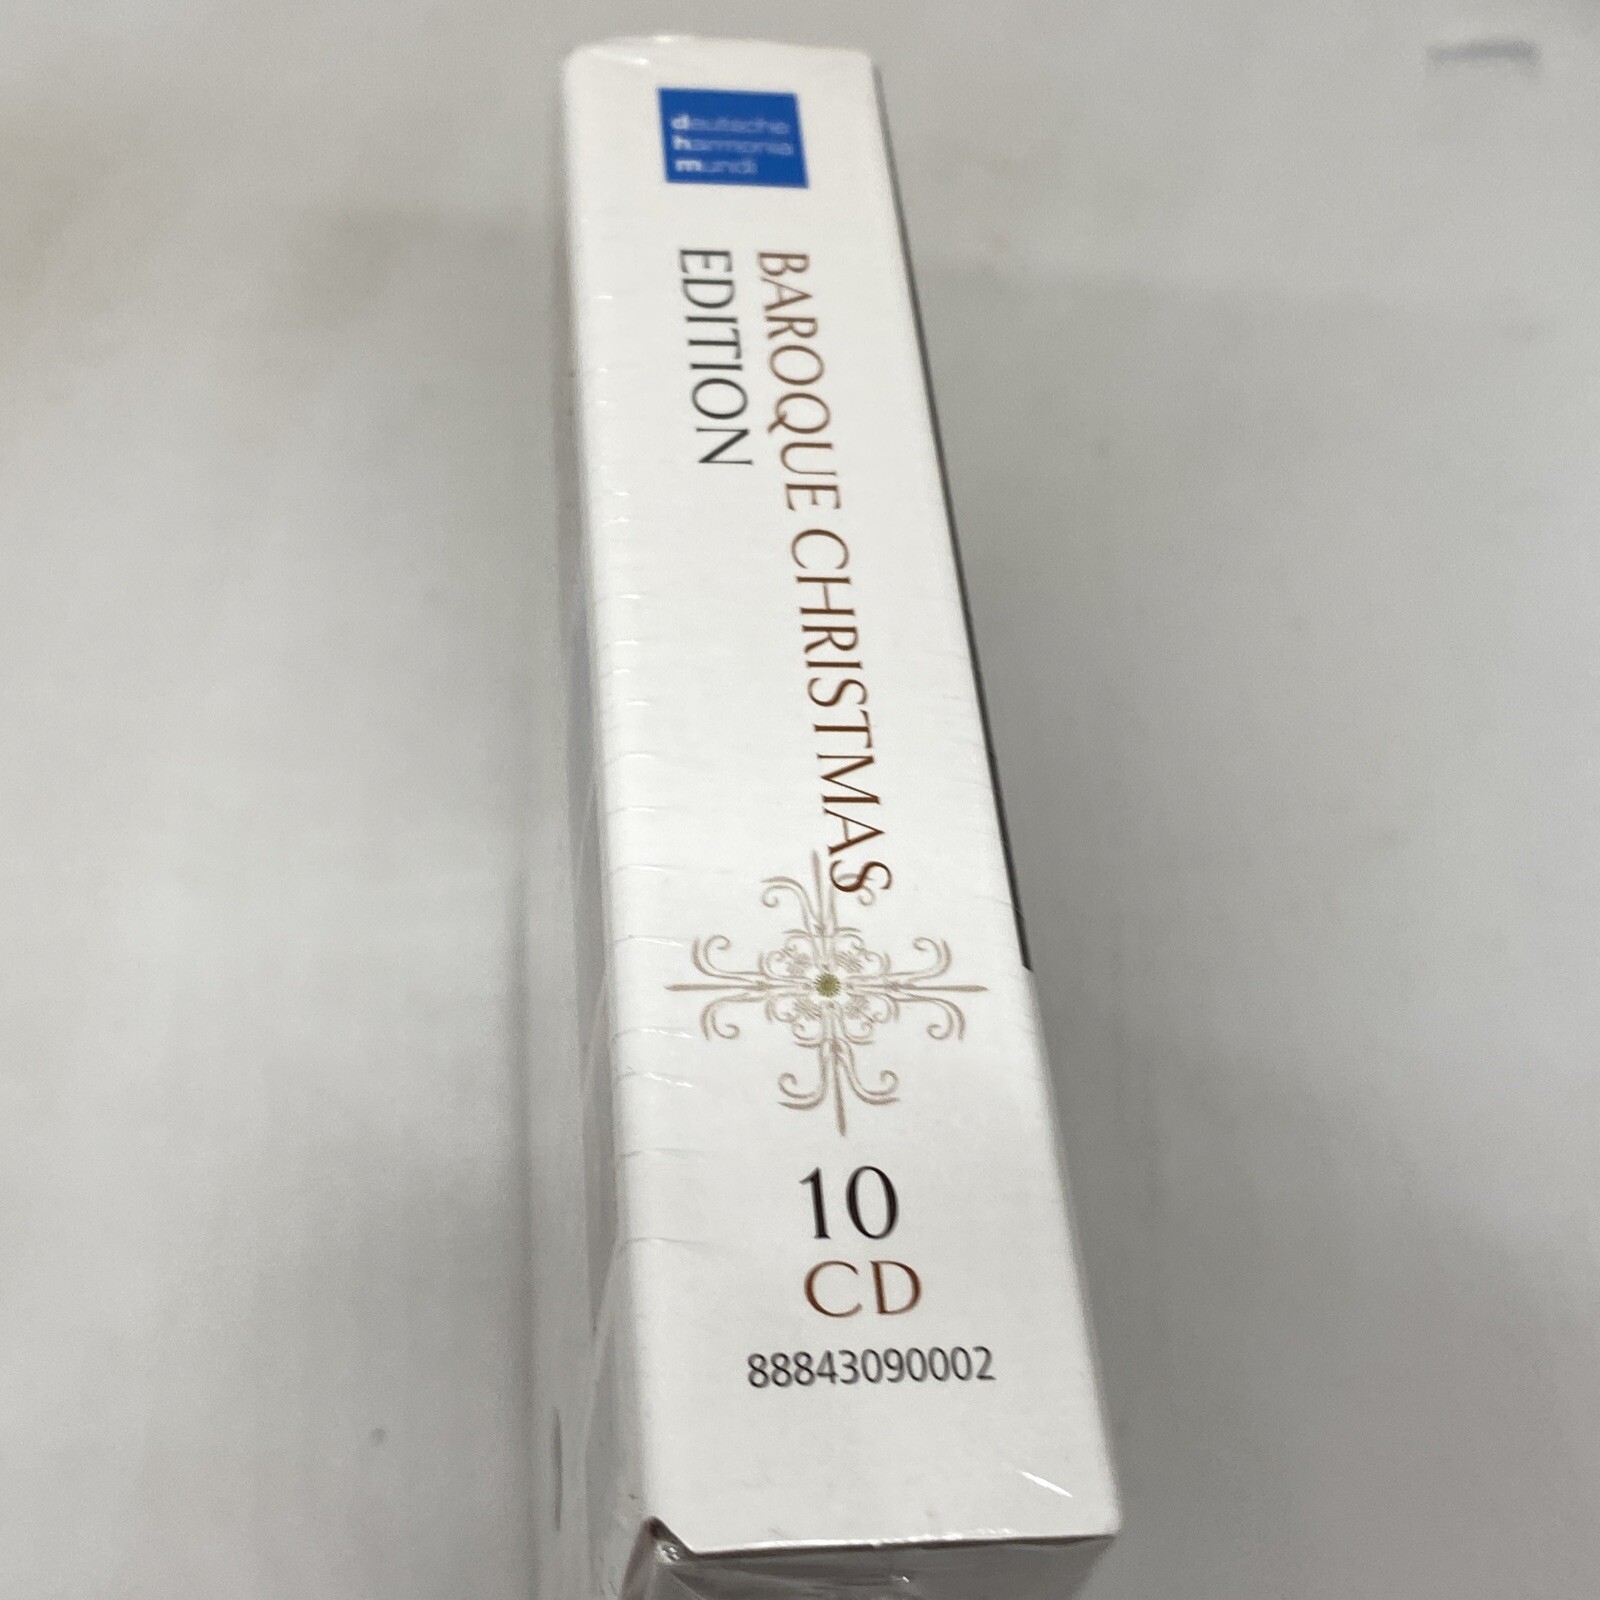 deutsche
harmonia
mundi
BAROQUE CHRISTMAS
EDITION
10
CD
88843090002